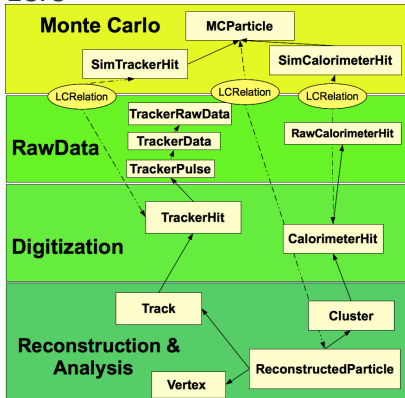 Monte Carlo
MCParticle
SimTrackerHit
SimCalorimeterHit
LCRelation
LCRelation
LCRelation
TrackerRawData
TrackerData
TrackerPulse
RawCalorimeterHit
RawData
TrackerHit
CalorimeterHit
Digitization
Track
Cluster
Reconstruction &
Analysis
ReconstructedParticle
Vertex